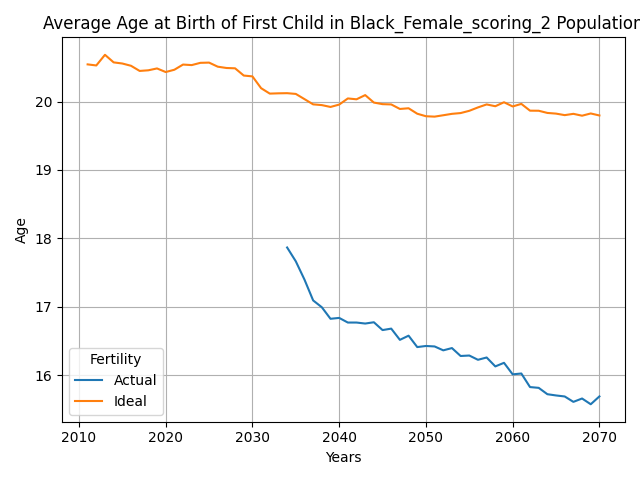 Average Age at Birth of First Child in Black_Female_scoring_2 Population
Age
20
19
18
17
16
Fertility
Actual
Ideal
2010 2020 2030 2040 2050 2060 2070
Years